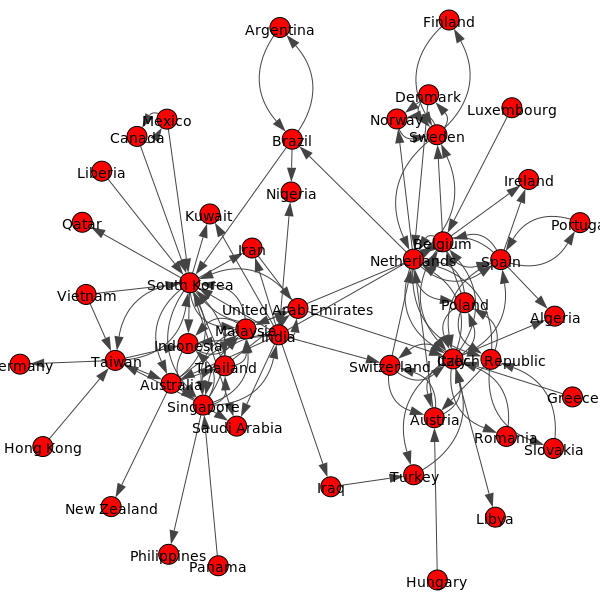 Argentina
Finland
Denmark
Luxembourg
Norway
Mexico
Canada
Sweden
Brazil
Liberia
Ireland
Nigeria
Kuwait
Qatar
Portuga
Iran
Belgium
Netherlands
Spain
South Korea
Vietnam
United Arab Emirates
Poland
Algeria
Malaysia
India
Indonesia
Thailand
Taiwan
ermany
Switzerland
Czech Republic
Australia
Greece
Singapore
Austria
Saudi Arabia
Romania
Hong Kong
Slovakia
Iraq
Turkey
New Zealand
Libya
Philippines
Panama
Hungary